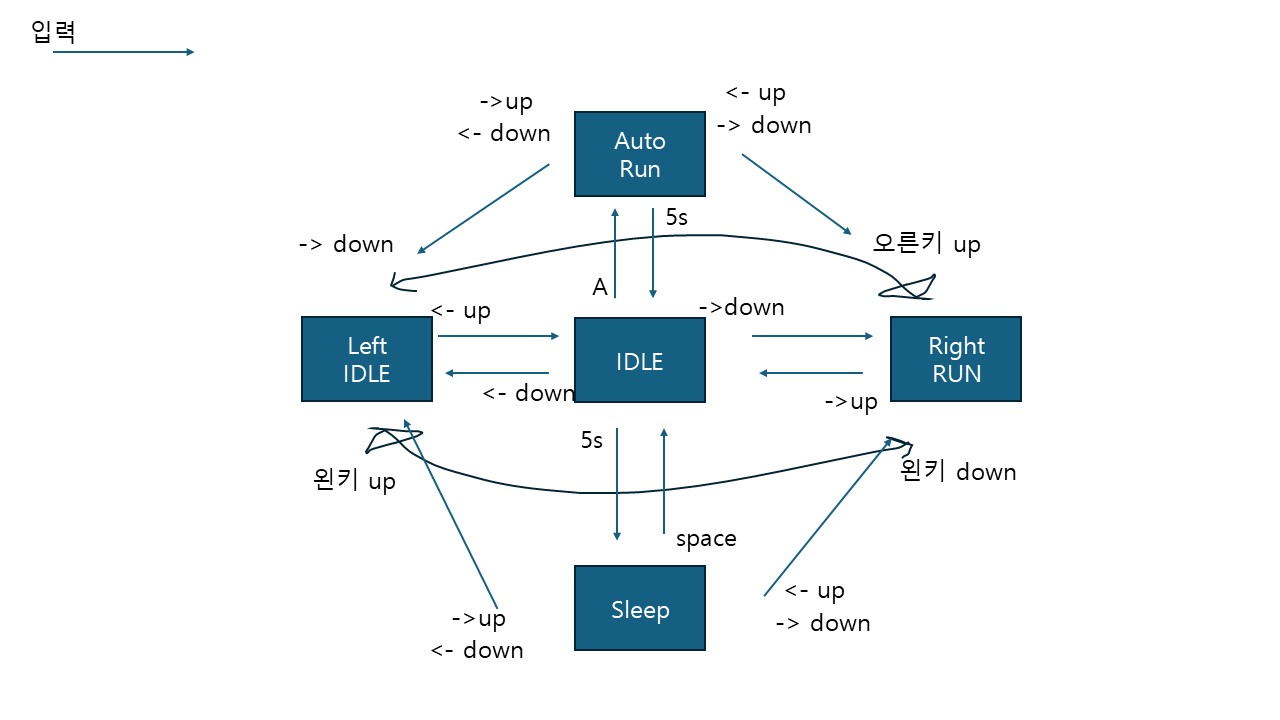 입력
->up
<- down
<- up
-> down
Auto
Run
5s
-> down
오른키 up
A
<- up
->down
Left
IDLE
IDLE
Right
RUN
<- down
->up
5s
왼키 up
왼키 down
space
Sleep
->up
<- down
<- up
-> down